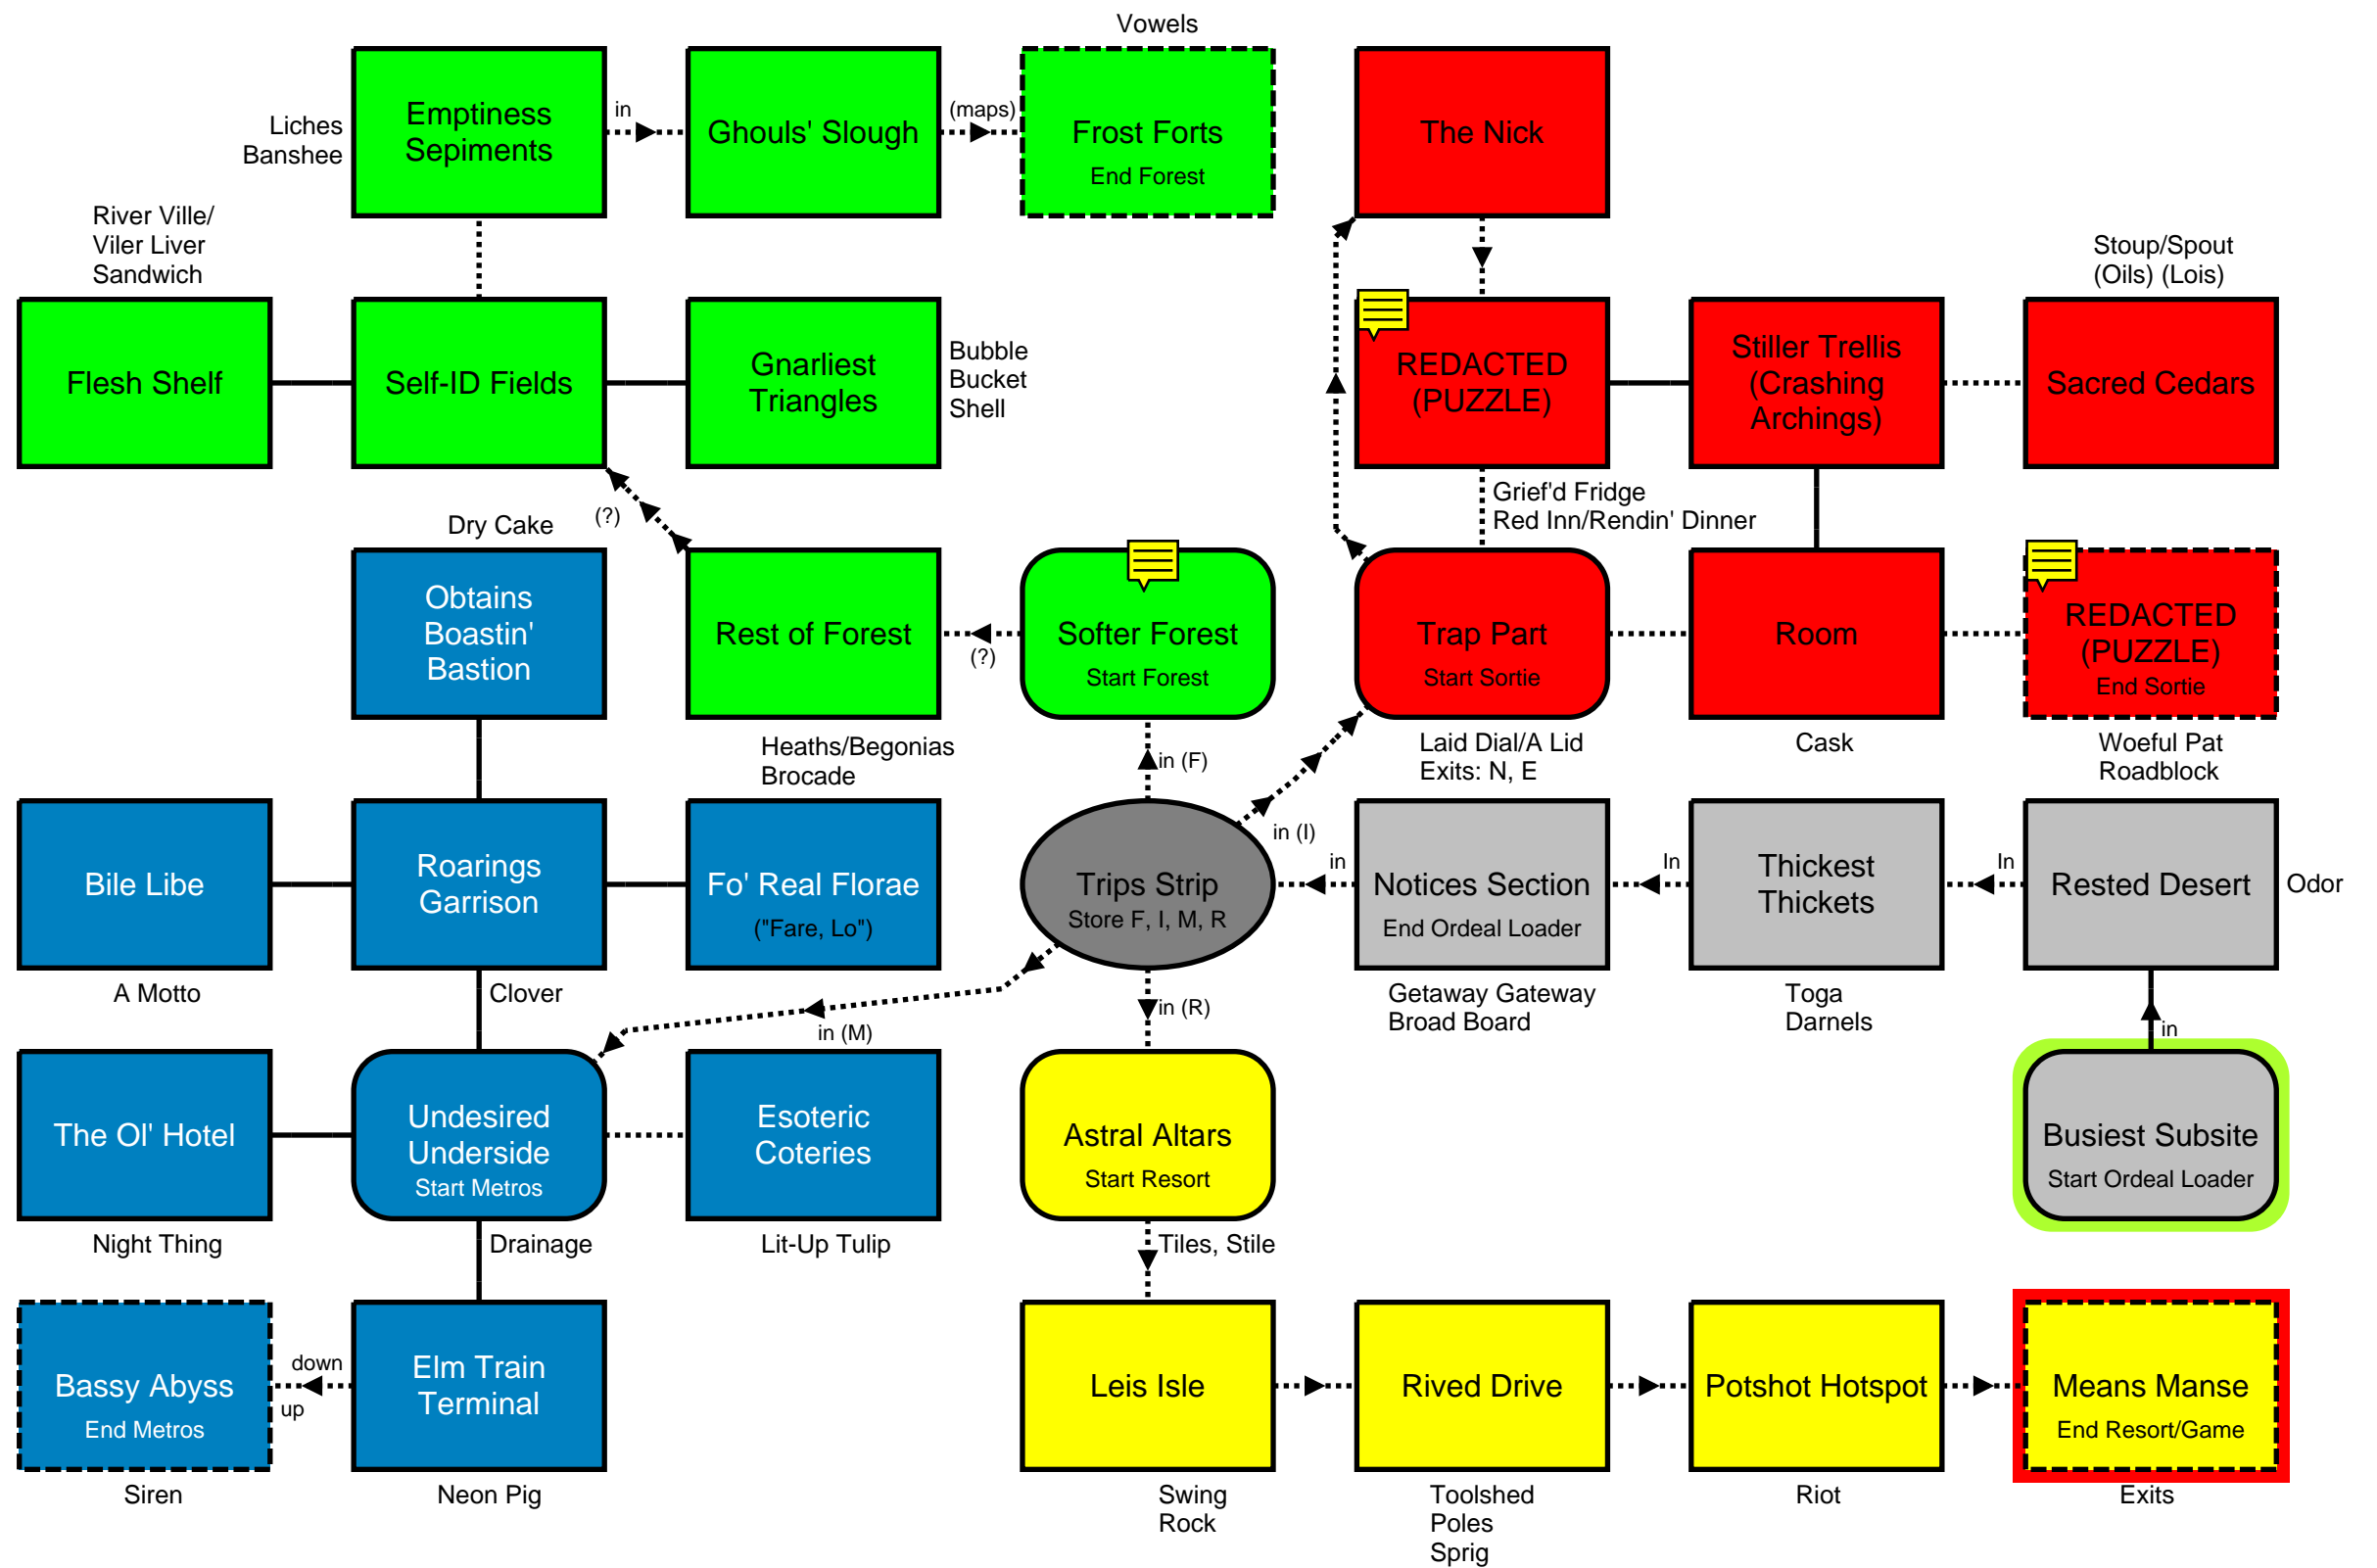 Vowels
Emptiness
Sepiments
in
Ghouls' Slough
(maps)
Frost Forts
End Forest
The Nick
Liches
Banshee
River Ville/
Viler Liver
Sandwich
Stoup/Spout
(Oils) (Lois)
Flesh Shelf
Self-ID Fields
Gnarliest
Triangles
Bubble
Bucket
Shell
REDACTED
(PUZZLE)
Stiller Trellis
(Crashing
Archings)
Sacred Cedars
Grief'd Fridge
Red Inn/Rendin' Dinner
Dry Cake
(?)
Obtains
Boastin'
Bastion
Rest of Forest
(?)
Softer Forest
Start Forest
Trap Part
Start Sortie
Room
REDACTED
(PUZZLE)
End Sortie
Heaths/Begonias
Brocade
in (F)
Laid Dial/A Lid
Exits: N, E
Cask
Woeful Pat
Roadblock
in (I)
Bile Libe
Roarings
Garrison
Fo' Real Florae
("Fare, Lo")
Trips Strip
Store F, I, M, R
in
Notices Section
End Ordeal Loader
In
Thickest
Thickets
In
Rested Desert
Odor
A Motto
Clover
in (M)
in (R)
Getaway Gateway
Broad Board
Toga
Darnels
in
The Ol' Hotel
Undesired
Underside
Start Metros
Esoteric
Coteries
Astral Altars
Start Resort
Busiest Subsite
Start Ordeal Loader
Night Thing
Drainage
Lit-Up Tulip
Tiles, Stile
Bassy Abyss
End Metros
down
up
Elm Train
Terminal
Leis Isle
Rived Drive
Potshot Hotspot
Means Manse
End Resort/Game
Siren
Neon Pig
Swing
Rock
Toolshed
Poles
Sprig
Riot
Exits